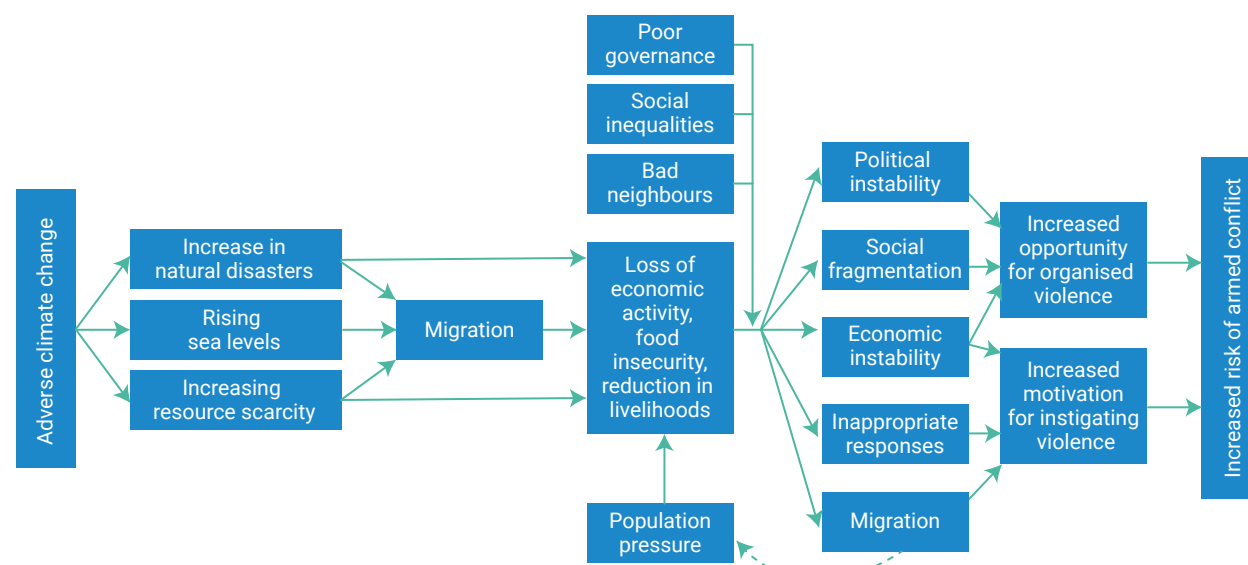 Adverse climate change
Increase in
natural disasters
Rising
sea levels
Increasing
resource scarcity
Migration
Poor
governance
Social
inequalities
Bad
neighbours
Loss of
economic
activity,
food
insecurity,
reduction in
livelihoods
Population
pressure
Political
instability
Social
fragmentation
Economic
instability
Inappropriate
responses
Migration
Increased
opportunity
for organised
violence
Increased
motivation
for instigating
violence
Increased risk of armed conflict